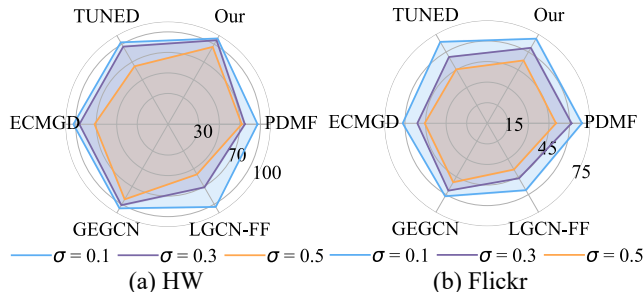 TUNED Our
ECMGD PDMF
GEGCN LGCN-FF
30
70
100
σ = 0.1 σ = 0.3 σ = 0.5
(a) HW
TUNED Our
ECMGD PDMF
GEGCN LGCN-FF
15
45
75
σ = 0.1 σ = 0.3 σ = 0.5
(b) Flickr